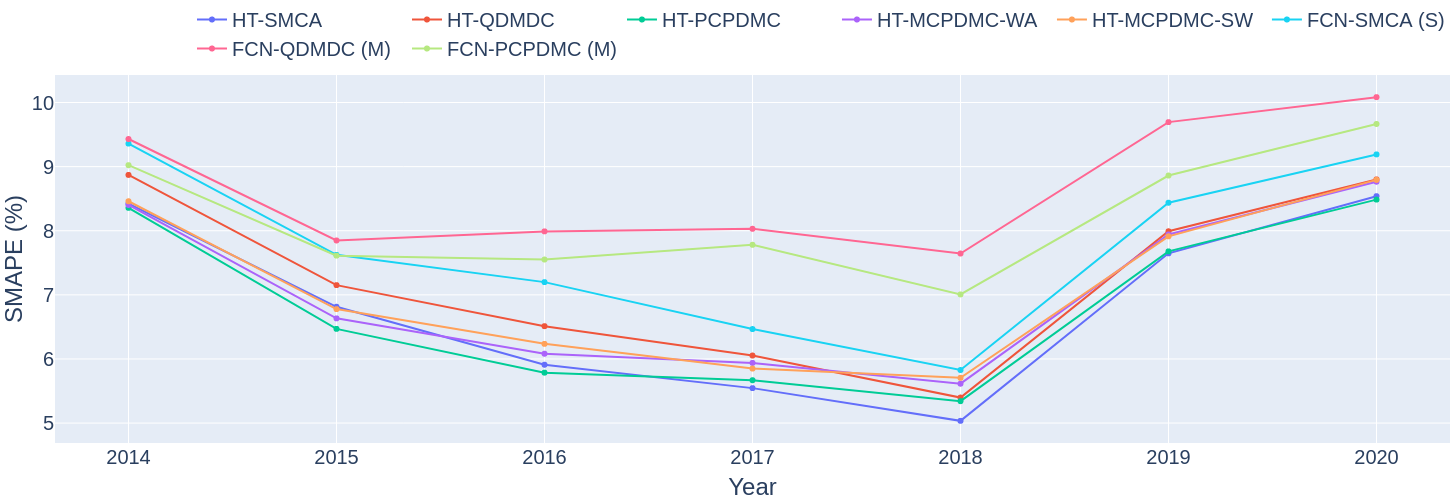 HT-SMCA HT-QDMDC HT-PCPDMC HT-MCPDMC-WA HT-MCPDMC-SW FCN-SMCA (S)
FCN-QDMDC (M) FCN-PCPDMC (M)
10
9
8
7
6
5
SMAPE (%)
2014 2015 2016 2017 2018 2019 2020
Year